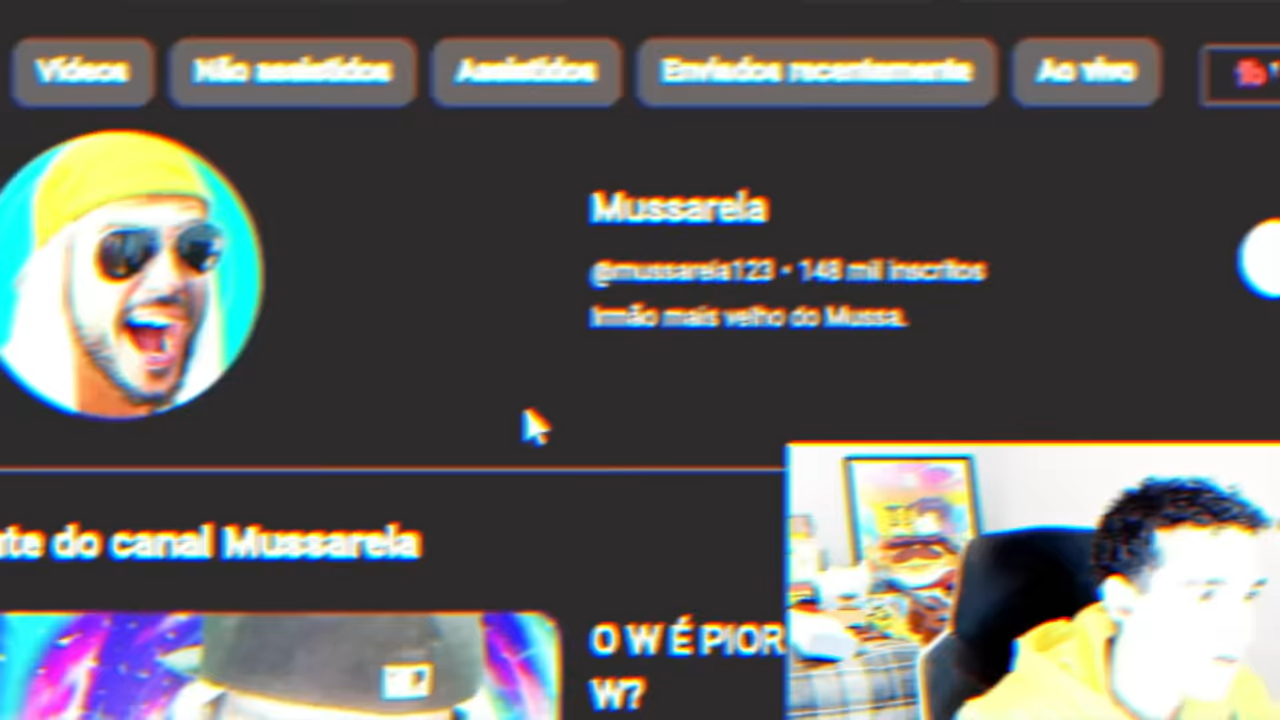 Vídeos
Não assistidos
Assistidos
Enviados recentemente
Ao vivo
Mussarela
@mussarela123 • 148 mil inscritos
Irmão mais velho do Mussa.
te do canal Mussarela
O W É PIOR
W?